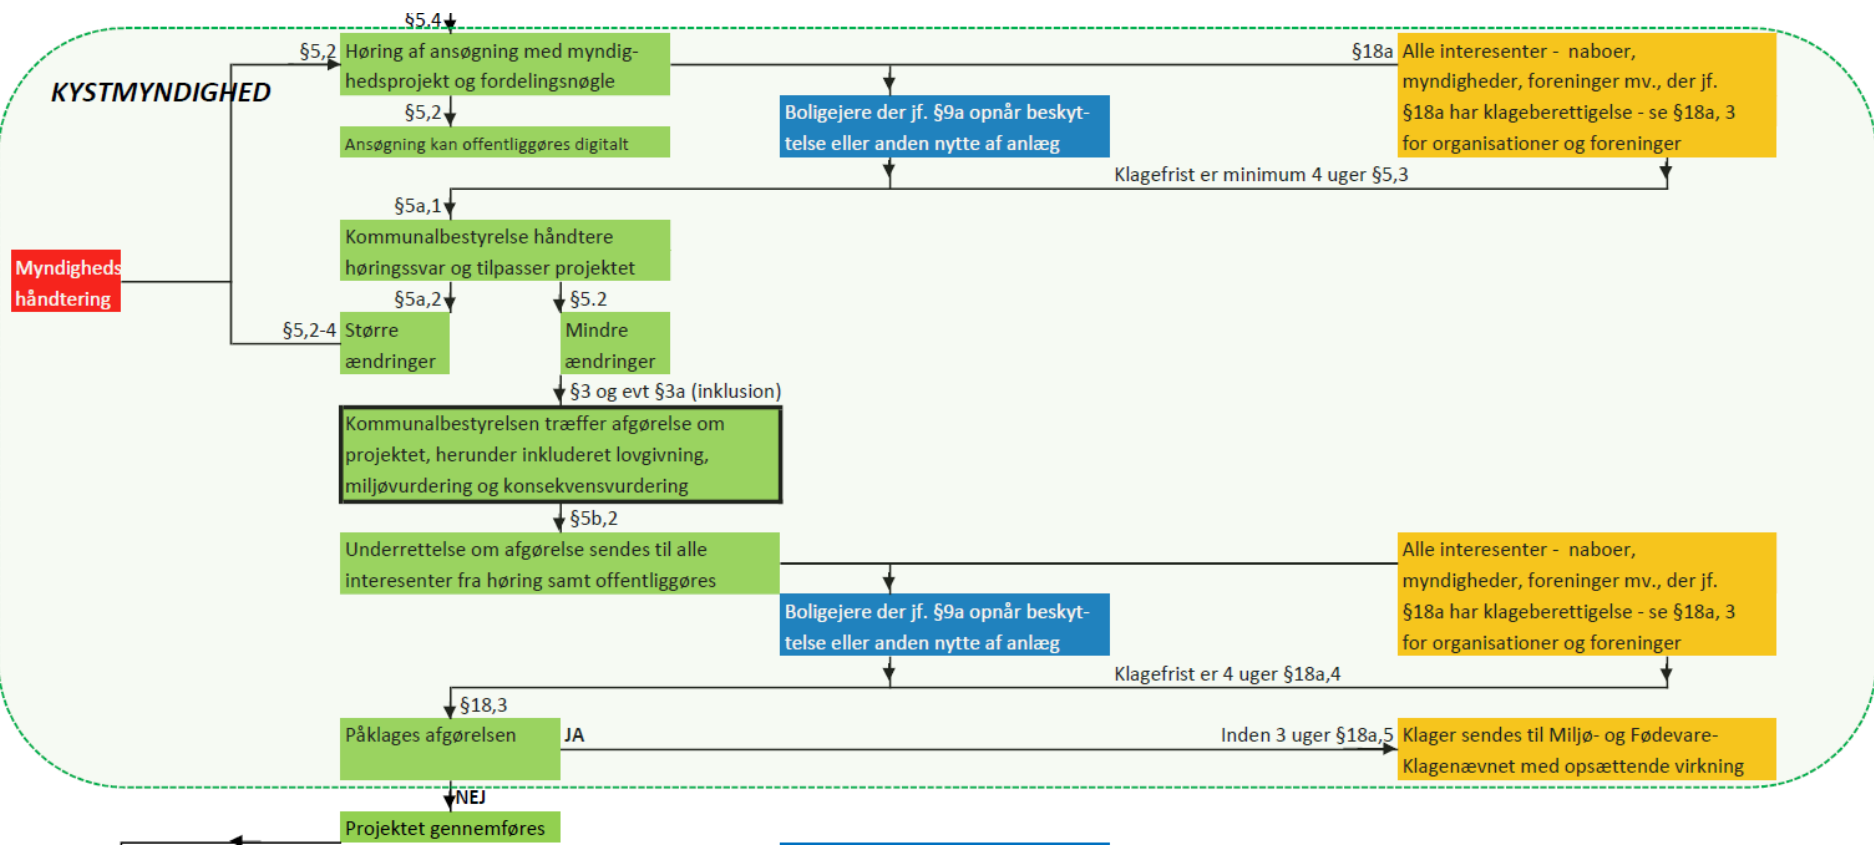 §5.4
§5,2
Høring af ansøgning med myndig-
hedsprojekt og fordelingsnøgle
§18a
Alle interesenter - naboer,
myndigheder, foreninger mv., der jf.
§18a har klageberettigelse - se §18a, 3
for organisationer og foreninger
KYSTMYNDIGHED
§5,2
Boligejere der jf. §9a opnår beskyt-
telse eller anden nytte af anlæg
Ansøgning kan offentliggøres digitalt
Klagefrist er minimum 4 uger §5,3
§5a,1
Kommunalbestyrelse håndtere
høringssvar og tilpasser projektet
Myndigheds
håndtering
§5a,2
§5.2
§5,2-4
Større
ændringer
Mindre
ændringer
§3 og evt §3a (inklusion)
Kommunalbestyrelsen træffer afgørelse om
projektet, herunder inkluderet lovgivning,
miljøvurdering og konsekvensvurdering
§5b,2
Underrettelse om afgørelse sendes til alle
interesenter fra høring samt offentliggøres
Alle interesenter - naboer,
myndigheder, foreninger mv., der jf.
§18a har klageberettigelse - se §18a, 3
for organisationer og foreninger
Boligejere der jf. §9a opnår beskyt-
telse eller anden nytte af anlæg
Klagefrist er 4 uger §18a,4
§18,3
Påklages afgørelsen
JA
Inden 3 uger §18a,5
Klager sendes til Miljø- og Fødevare-
Klagenævnet med opsættende virkning
NEJ
Projektet gennemføres